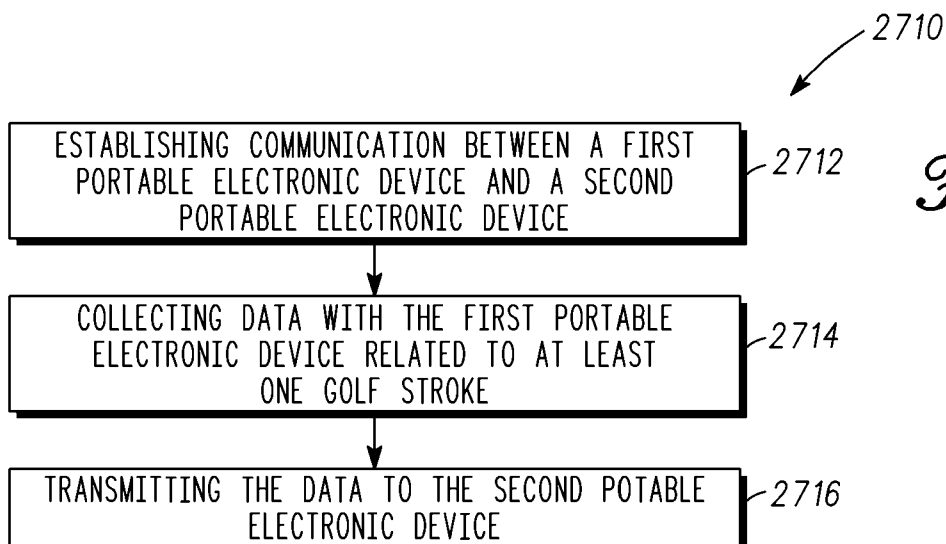 2710
ESTABLISHING COMMUNICATION BETWEEN A FIRST
PORTABLE ELECTRONIC DEVICE AND A SECOND
PORTABLE ELECTRONIC DEVICE
2712
COLLECTING DATA WITH THE FIRST PORTABLE
ELECTRONIC DEVICE RELATED TO AT LEAST
ONE GOLF STROKE
2714
TRANSMITTING THE DATA TO THE SECOND POTABLE
ELECTRONIC DEVICE
2716